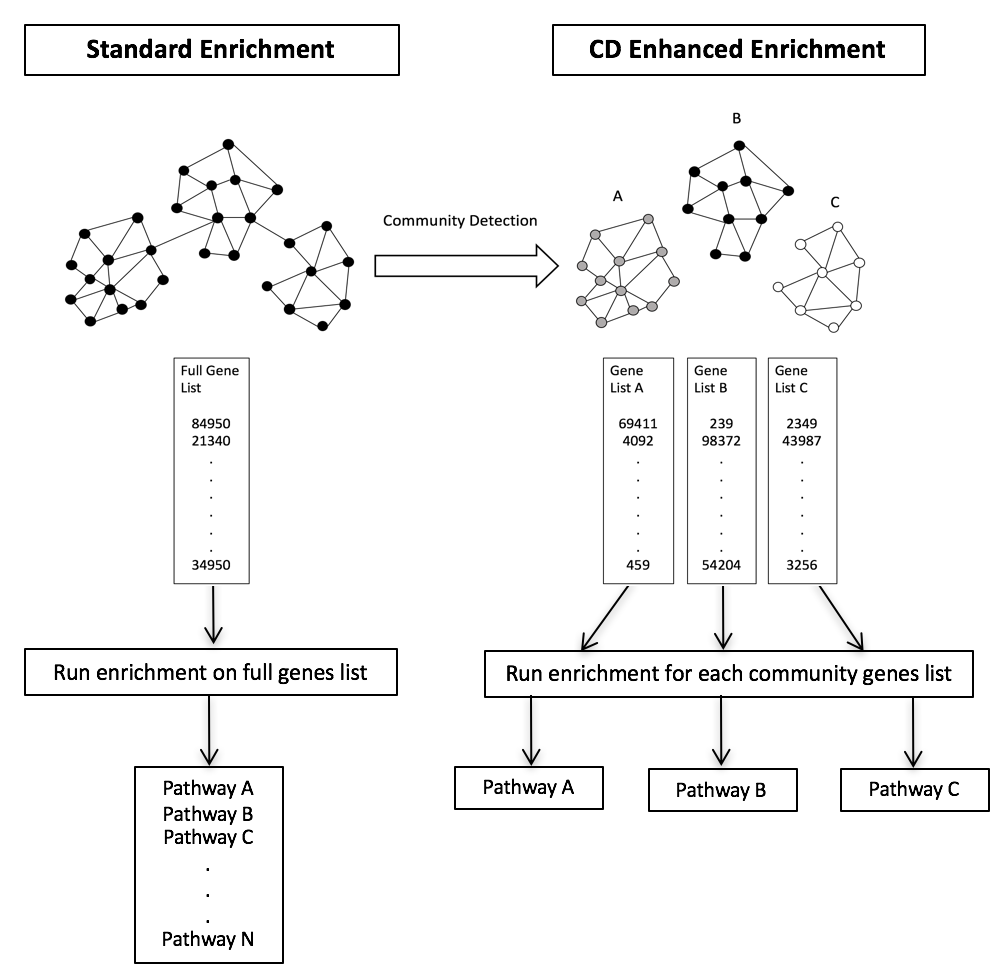 Standard Enrichment
CD Enhanced Enrichment
B
A
C
Community Detection
Full Gene
List
84950
21340
.
.
.
.
.
.
34950
Gene
List A
69411
4092
.
.
.
.
.
.
459
Gene
List B
239
98372
.
.
.
.
.
.
54204
Gene
List C
2349
43987
.
.
.
.
.
.
3256
Run enrichment on full genes list
Run enrichment for each community genes list
Pathway A
Pathway B
Pathway C
.
.
.
Pathway N
Pathway A
Pathway B
Pathway C